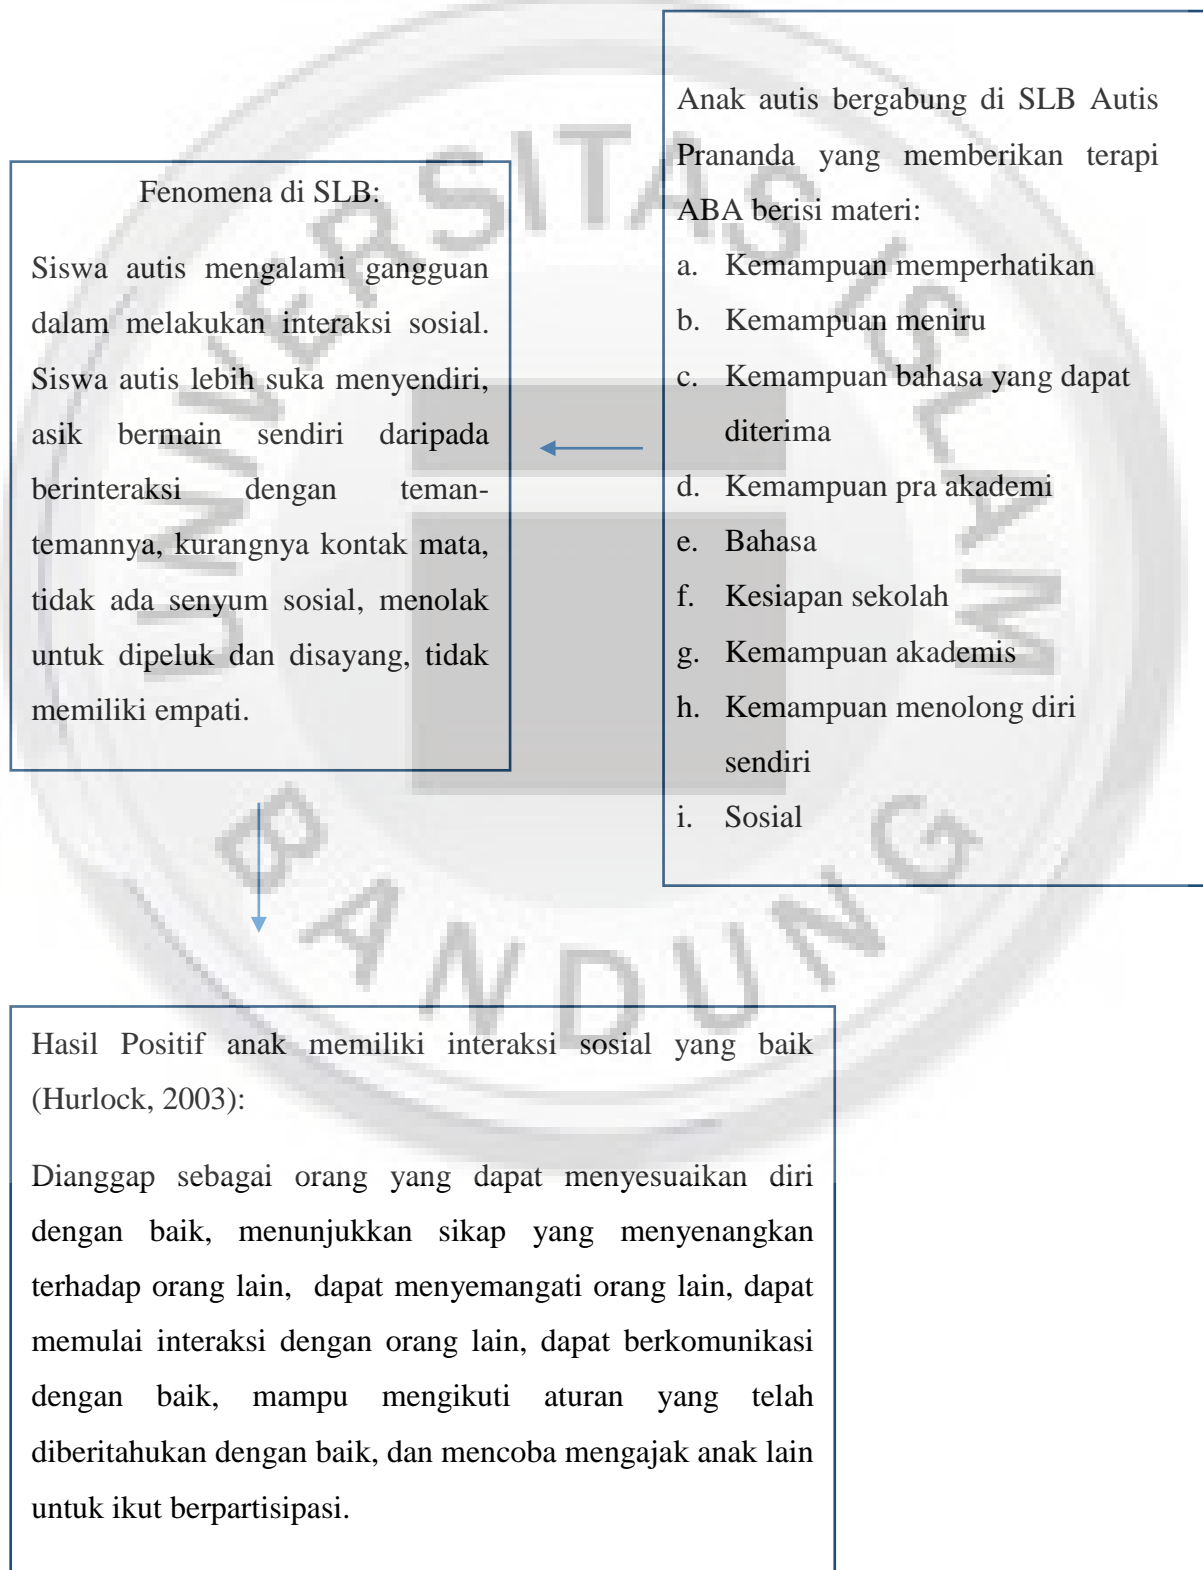 Fenomena di SLB:
Siswa autis mengalami gangguan
dalam melakukan interaksi sosial.
Siswa autis lebih suka menyendiri,
asik bermain sendiri daripada
berinteraksi dengan teman-
temannya, kurangnya kontak mata,
tidak ada senyum sosial, menolak
untuk dipeluk dan disayang, tidak
memiliki empati.
Anak autis bergabung di SLB Autis
Prananda yang memberikan terapi
ABA berisi materi:
a. Kemampuan memperhatikan
b. Kemampuan meniru
c. Kemampuan bahasa yang dapat
diterima
d. Kemampuan pra akademi
e. Bahasa
f. Kesiapan sekolah
g. Kemampuan akademis
h. Kemampuan menolong diri
sendiri
i. Sosial
Hasil Positif anak memiliki interaksi sosial yang baik
(Hurlock, 2003):
Dianggap sebagai orang yang dapat menyesuaikan diri
dengan baik, menunjukkan sikap yang menyenangkan
terhadap orang lain, dapat menyemangati orang lain, dapat
memulai interaksi dengan orang lain, dapat berkomunikasi
dengan baik, mampu mengikuti aturan yang telah
diberitahukan dengan baik, dan mencoba mengajak anak lain
untuk ikut berpartisipasi.
UNIVERSITAS ISLAM
BANDUNG